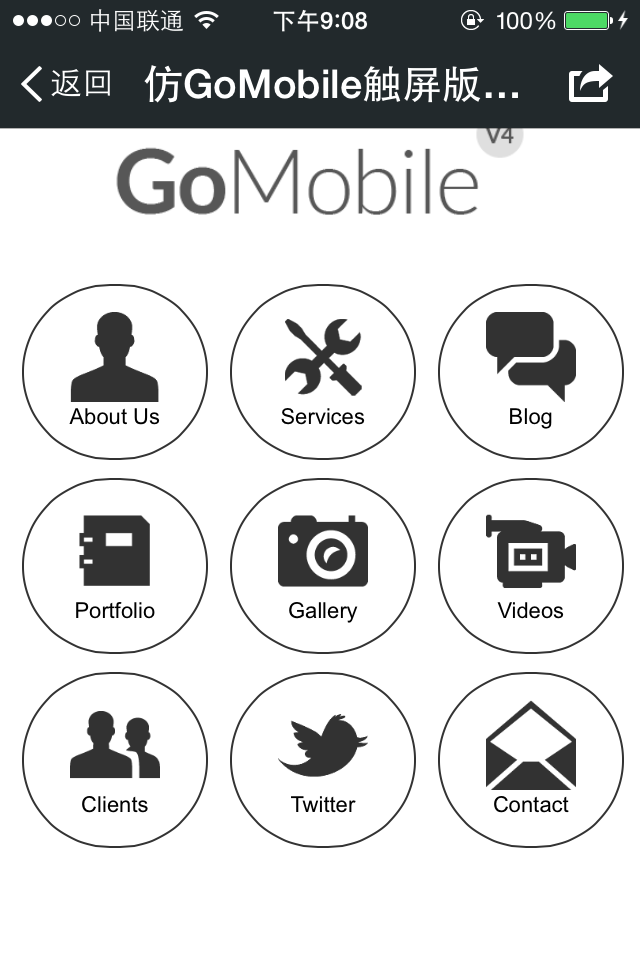 中国联通 下午9:08 100%
返回 仿GoMobile触屏版...
V4
GoMobile
About Us Services Blog
Portfolio Gallery Videos
Clients Twitter Contact